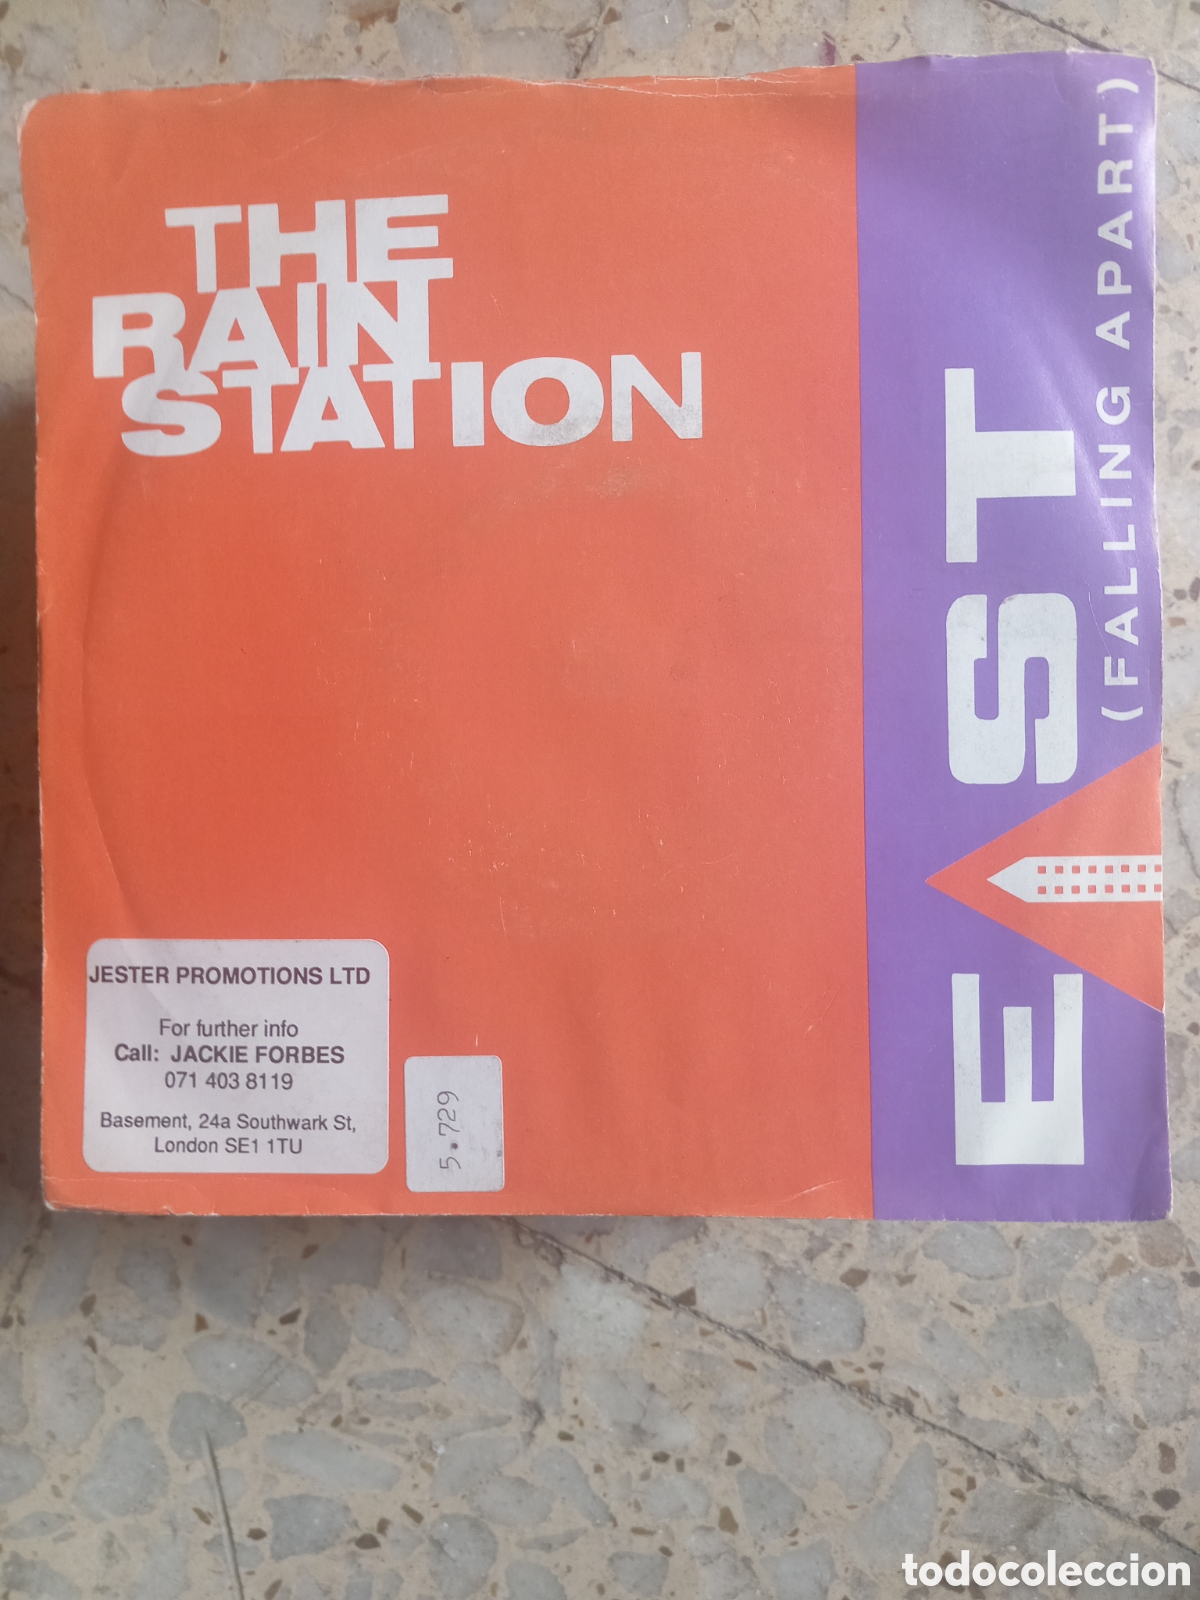 THE
RAIN
STATION
EAST
(FALLING APART)
JESTER PROMOTIONS LTD
For further info
Call: JACKIE FORBES
071 403 8119
Basement, 24a Southwark St,
London SE1 1TU
5.729
todocoleccion